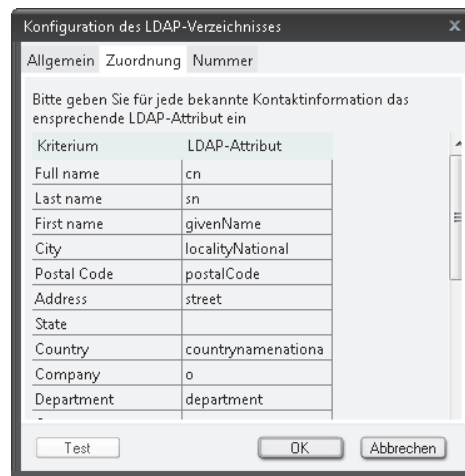 Konfiguration des LDAP-Verzeichnisses x
Allgemein Zuordnung Nummer
Bitte geben Sie für jede bekannte Kontaktinformation das
ensprechende LDAP-Attribut ein
Kriterium LDAP-Attribut
Full name cn
Last name sn
First name givenName
City localityNational
Postal Code postalCode
Address street
State
Country countrynamenationa
Company o
Department department
Test OK Abbrechen